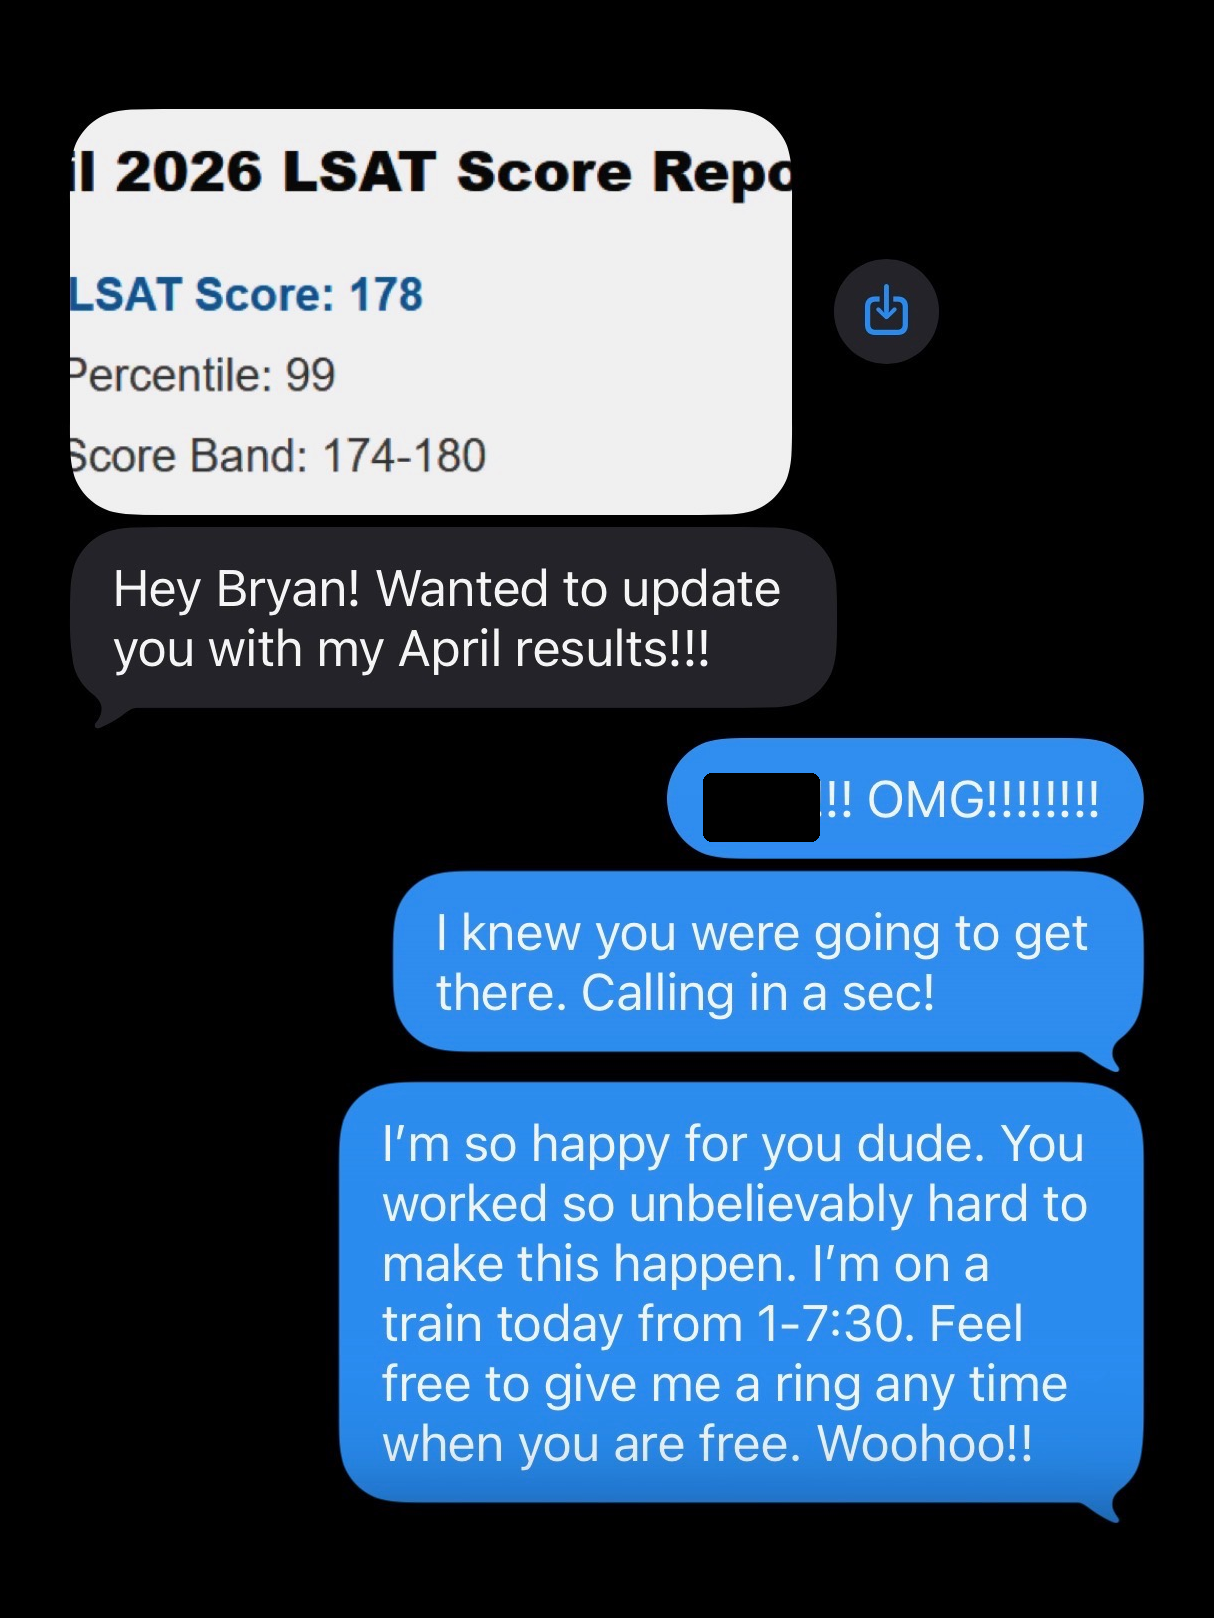 il 2026 LSAT Score Repo
LSAT Score: 178
Percentile: 99
Score Band: 174-180
Hey Bryan! Wanted to update
you with my April results!!!
!! OMG!!!!!!!!
I knew you were going to get
there. Calling in a sec!
I’m so happy for you dude. You
worked so unbelievably hard to
make this happen. I’m on a
train today from 1-7:30. Feel
free to give me a ring any time
when you are free. Woohoo!!